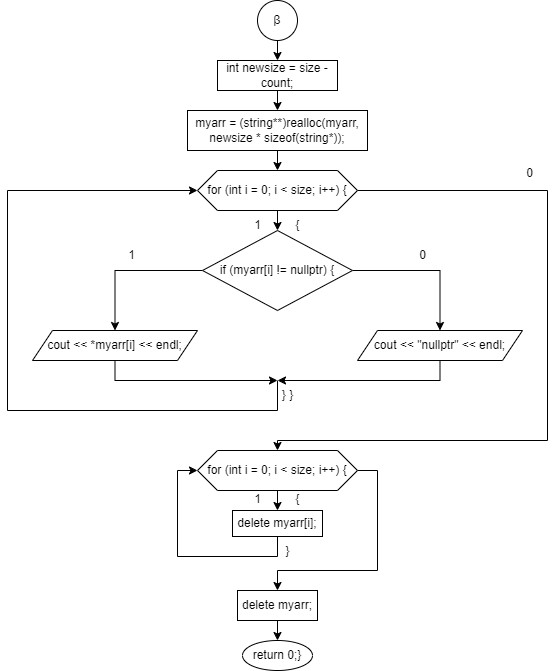 β
int newsize = size -
count;
myarr = (string**)realloc(myarr,
newsize * sizeof(string*));
for (int i = 0; i < size; i++) {
0
1 {
if (myarr[i] != nullptr) {
1
0
cout << *myarr[i] << endl;
cout << "nullptr" << endl;
} }
for (int i = 0; i < size; i++) {
1 {
delete myarr[i];
}
delete myarr;
return 0;}